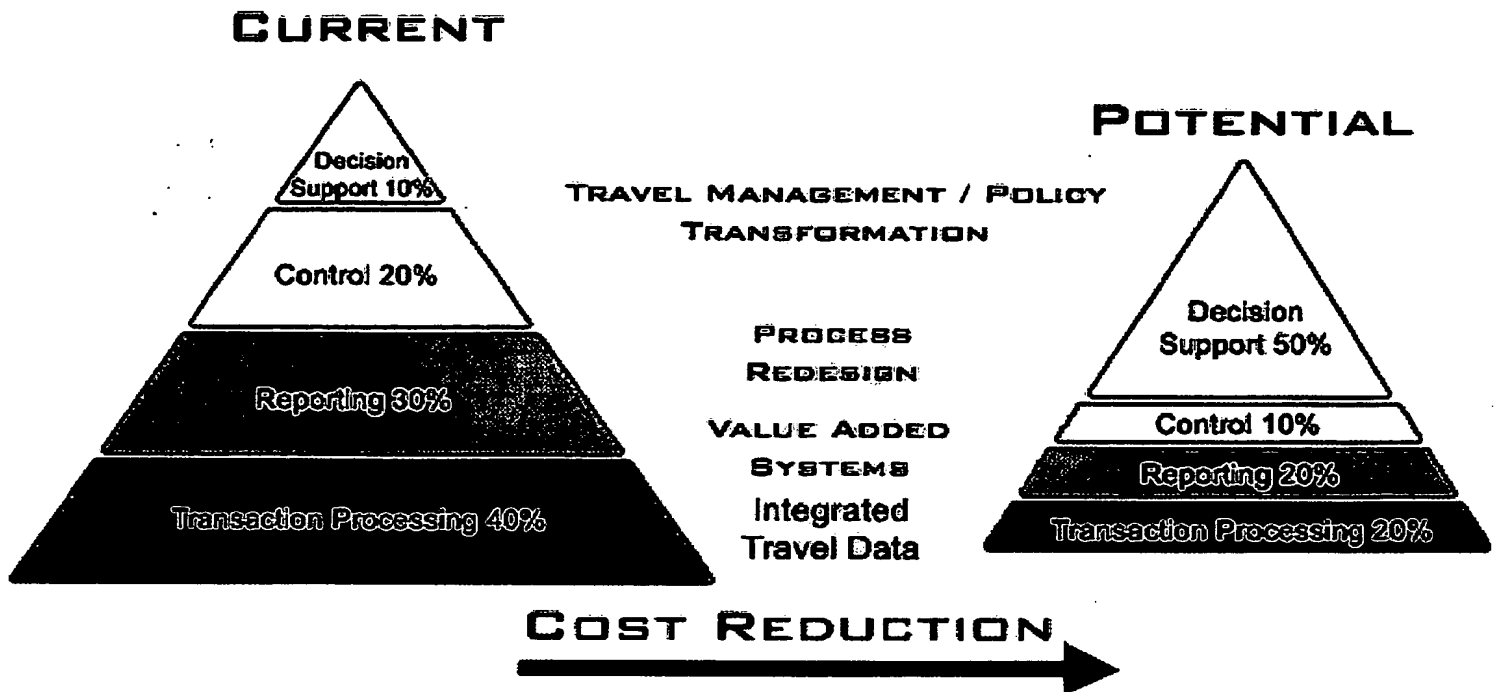 CURRENT
Decision
Support 10%
Control 20%
Reporting 30%
Transaction Processing 40%
TRAVEL MANAGEMENT / POLICY
TRANSFORMATION
PROCESS
REDESIGN
VALUE ADDED
SYSTEMS
Integrated
Travel Data
POTENTIAL
Decision
Support 50%
Control 10%
Reporting 20%
Transaction Processing 20%
COST REDUCTION